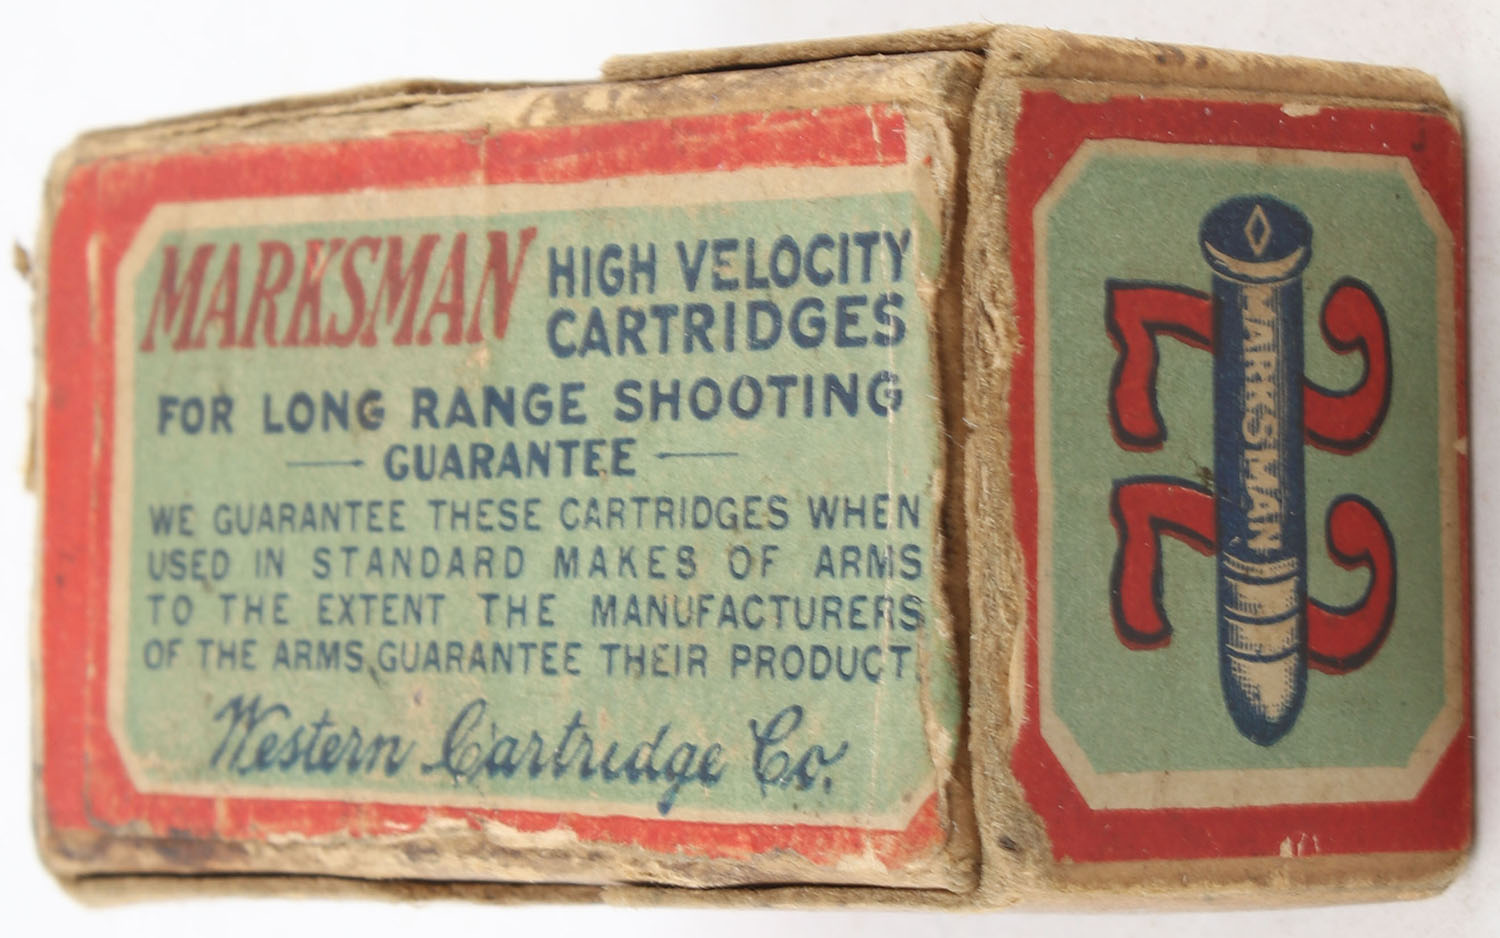 MARKSMAN HIGH VELOCITY
CARTRIDGES
FOR LONG RANGE SHOOTING
GUARANTEE
WE GUARANTEE THESE CARTRIDGES WHEN
USED IN STANDARD MAKES OF ARMS
TO THE EXTENT THE MANUFACTURERS
OF THE ARMS GUARANTEE THEIR PRODUCT.
Western Cartridge Co.
22
MARKSMAN